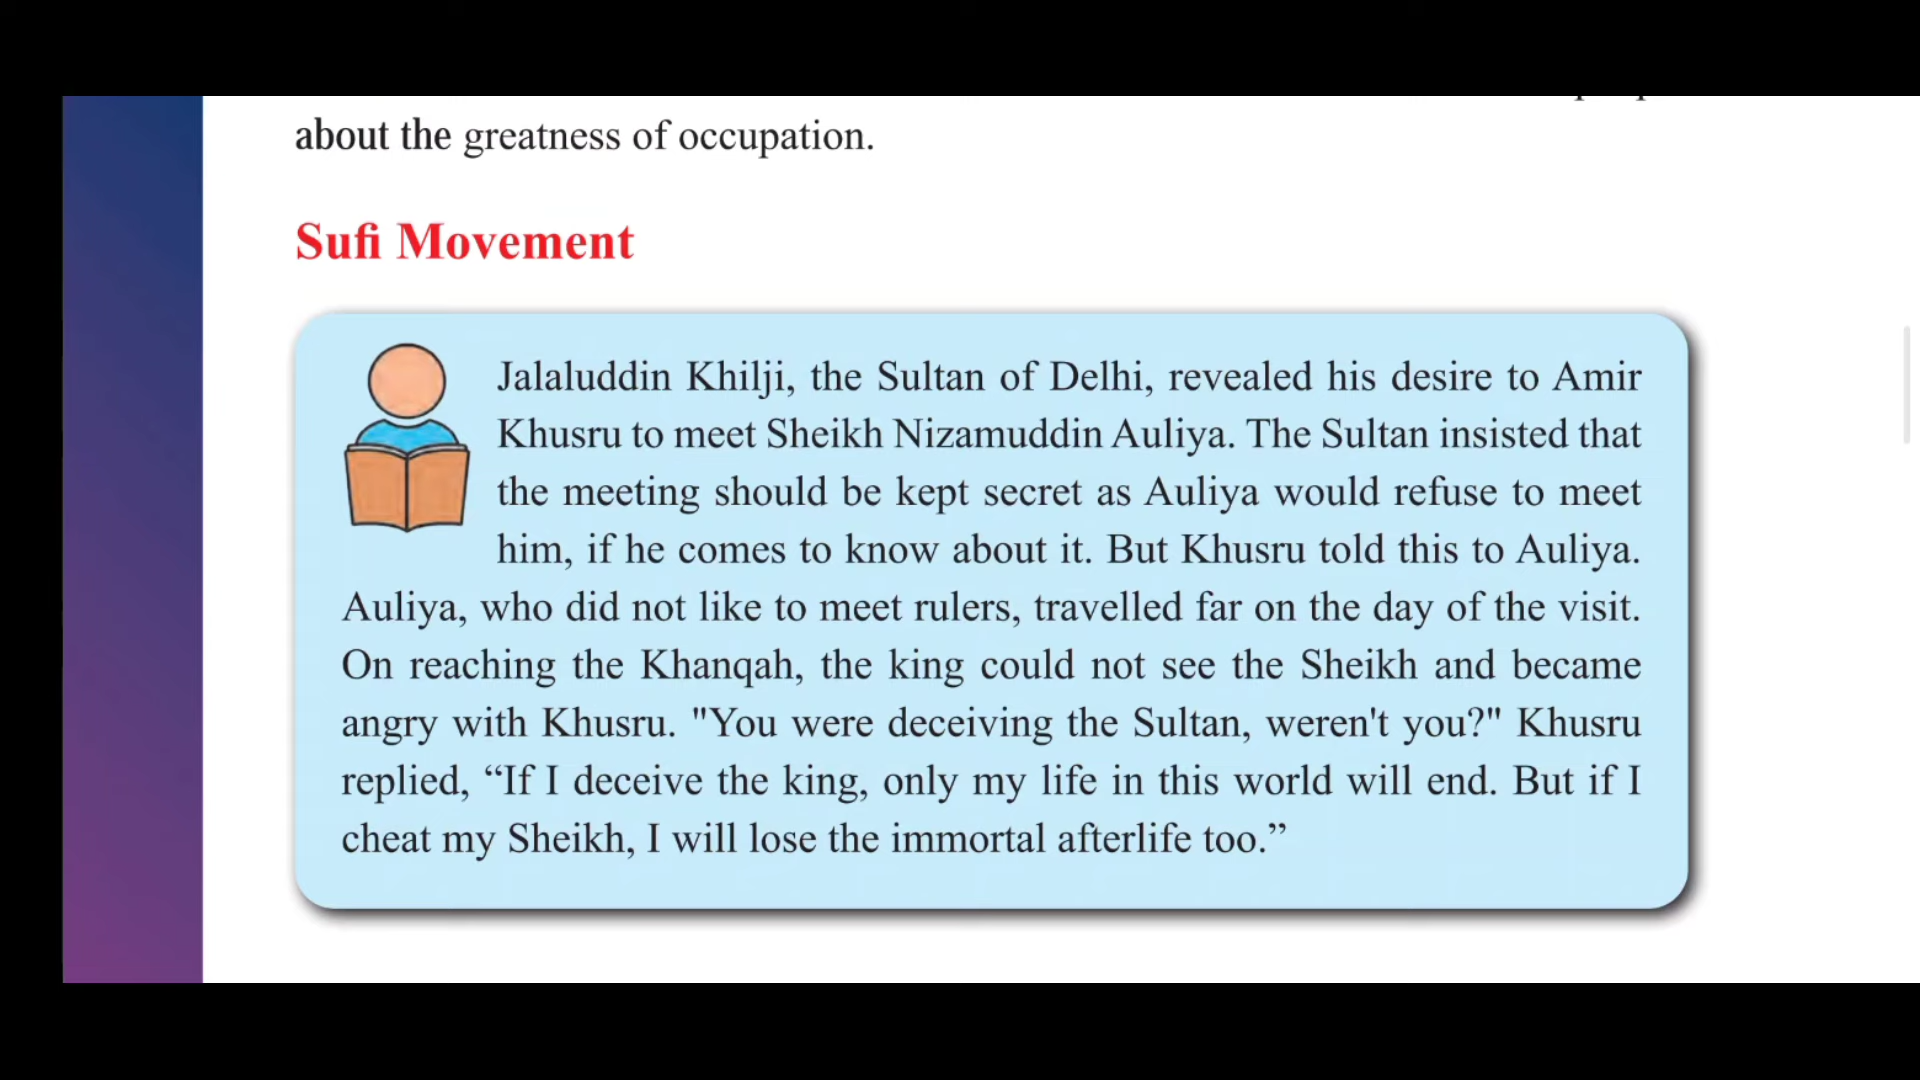 about the greatness of occupation.
Sufi Movement
Jalaluddin Khilji, the Sultan of Delhi, revealed his desire to Amir
Khusru to meet Sheikh Nizamuddin Auliya. The Sultan insisted that
the meeting should be kept secret as Auliya would refuse to meet
him, if he comes to know about it. But Khusru told this to Auliya.
Auliya, who did not like to meet rulers, travelled far on the day of the visit.
On reaching the Khanqah, the king could not see the Sheikh and became
angry with Khusru. "You were deceiving the Sultan, weren't you?" Khusru
replied, “If I deceive the king, only my life in this world will end. But if I
cheat my Sheikh, I will lose the immortal afterlife too.”